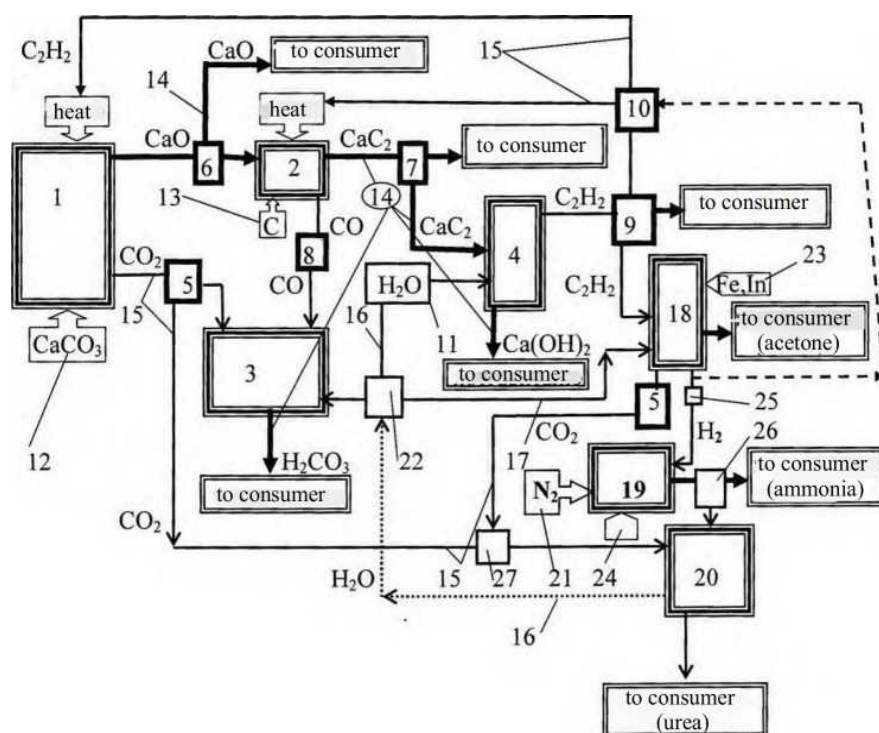 C₂H₂
CaO
to consumer
15
14
heat
heat
10
CaO
CaC₂
6
2
7
to consumer
1
13
C
CO
14
CaC₂
C₂H₂
9
to consumer
23
8
4
CO₂
5
CO
H₂O
C₂H₂
Fe,In
18
15
16
11
to consumer
(acetone)
CaCO₃
3
Ca(OH)₂
to consumer
5
25
12
22
17
CO₂
H₂
26
H₂CO₃
to consumer
N₂
19
to consumer
(ammonia)
CO₂
15
27
21
24
20
H₂O
16
to consumer
(urea)